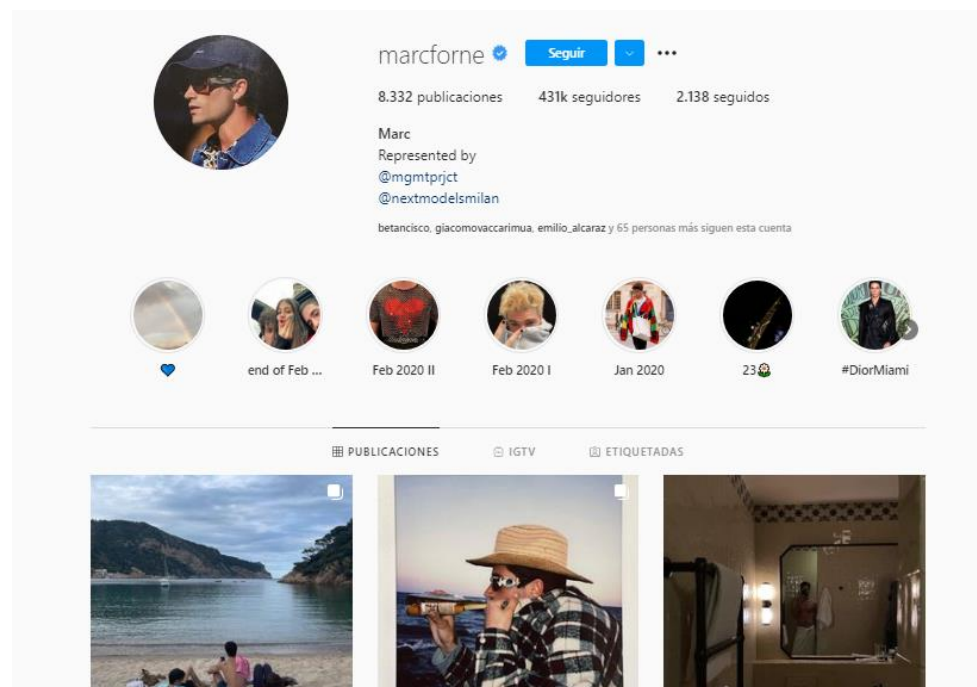 marcforne Seguir
8.332 publicaciones 431k seguidores 2.138 seguidos
Marc
Represented by
@mgmtprjct
@nextmodelsmilan
betancisco, giacomovaccarimua, emilio_alcaraz y 65 personas más siguen esta cuenta
💙 end of Feb ... Feb 2020 II Feb 2020 I Jan 2020 23 #DiorMiami
PUBLICACIONES IGTV ETIQUETADAS